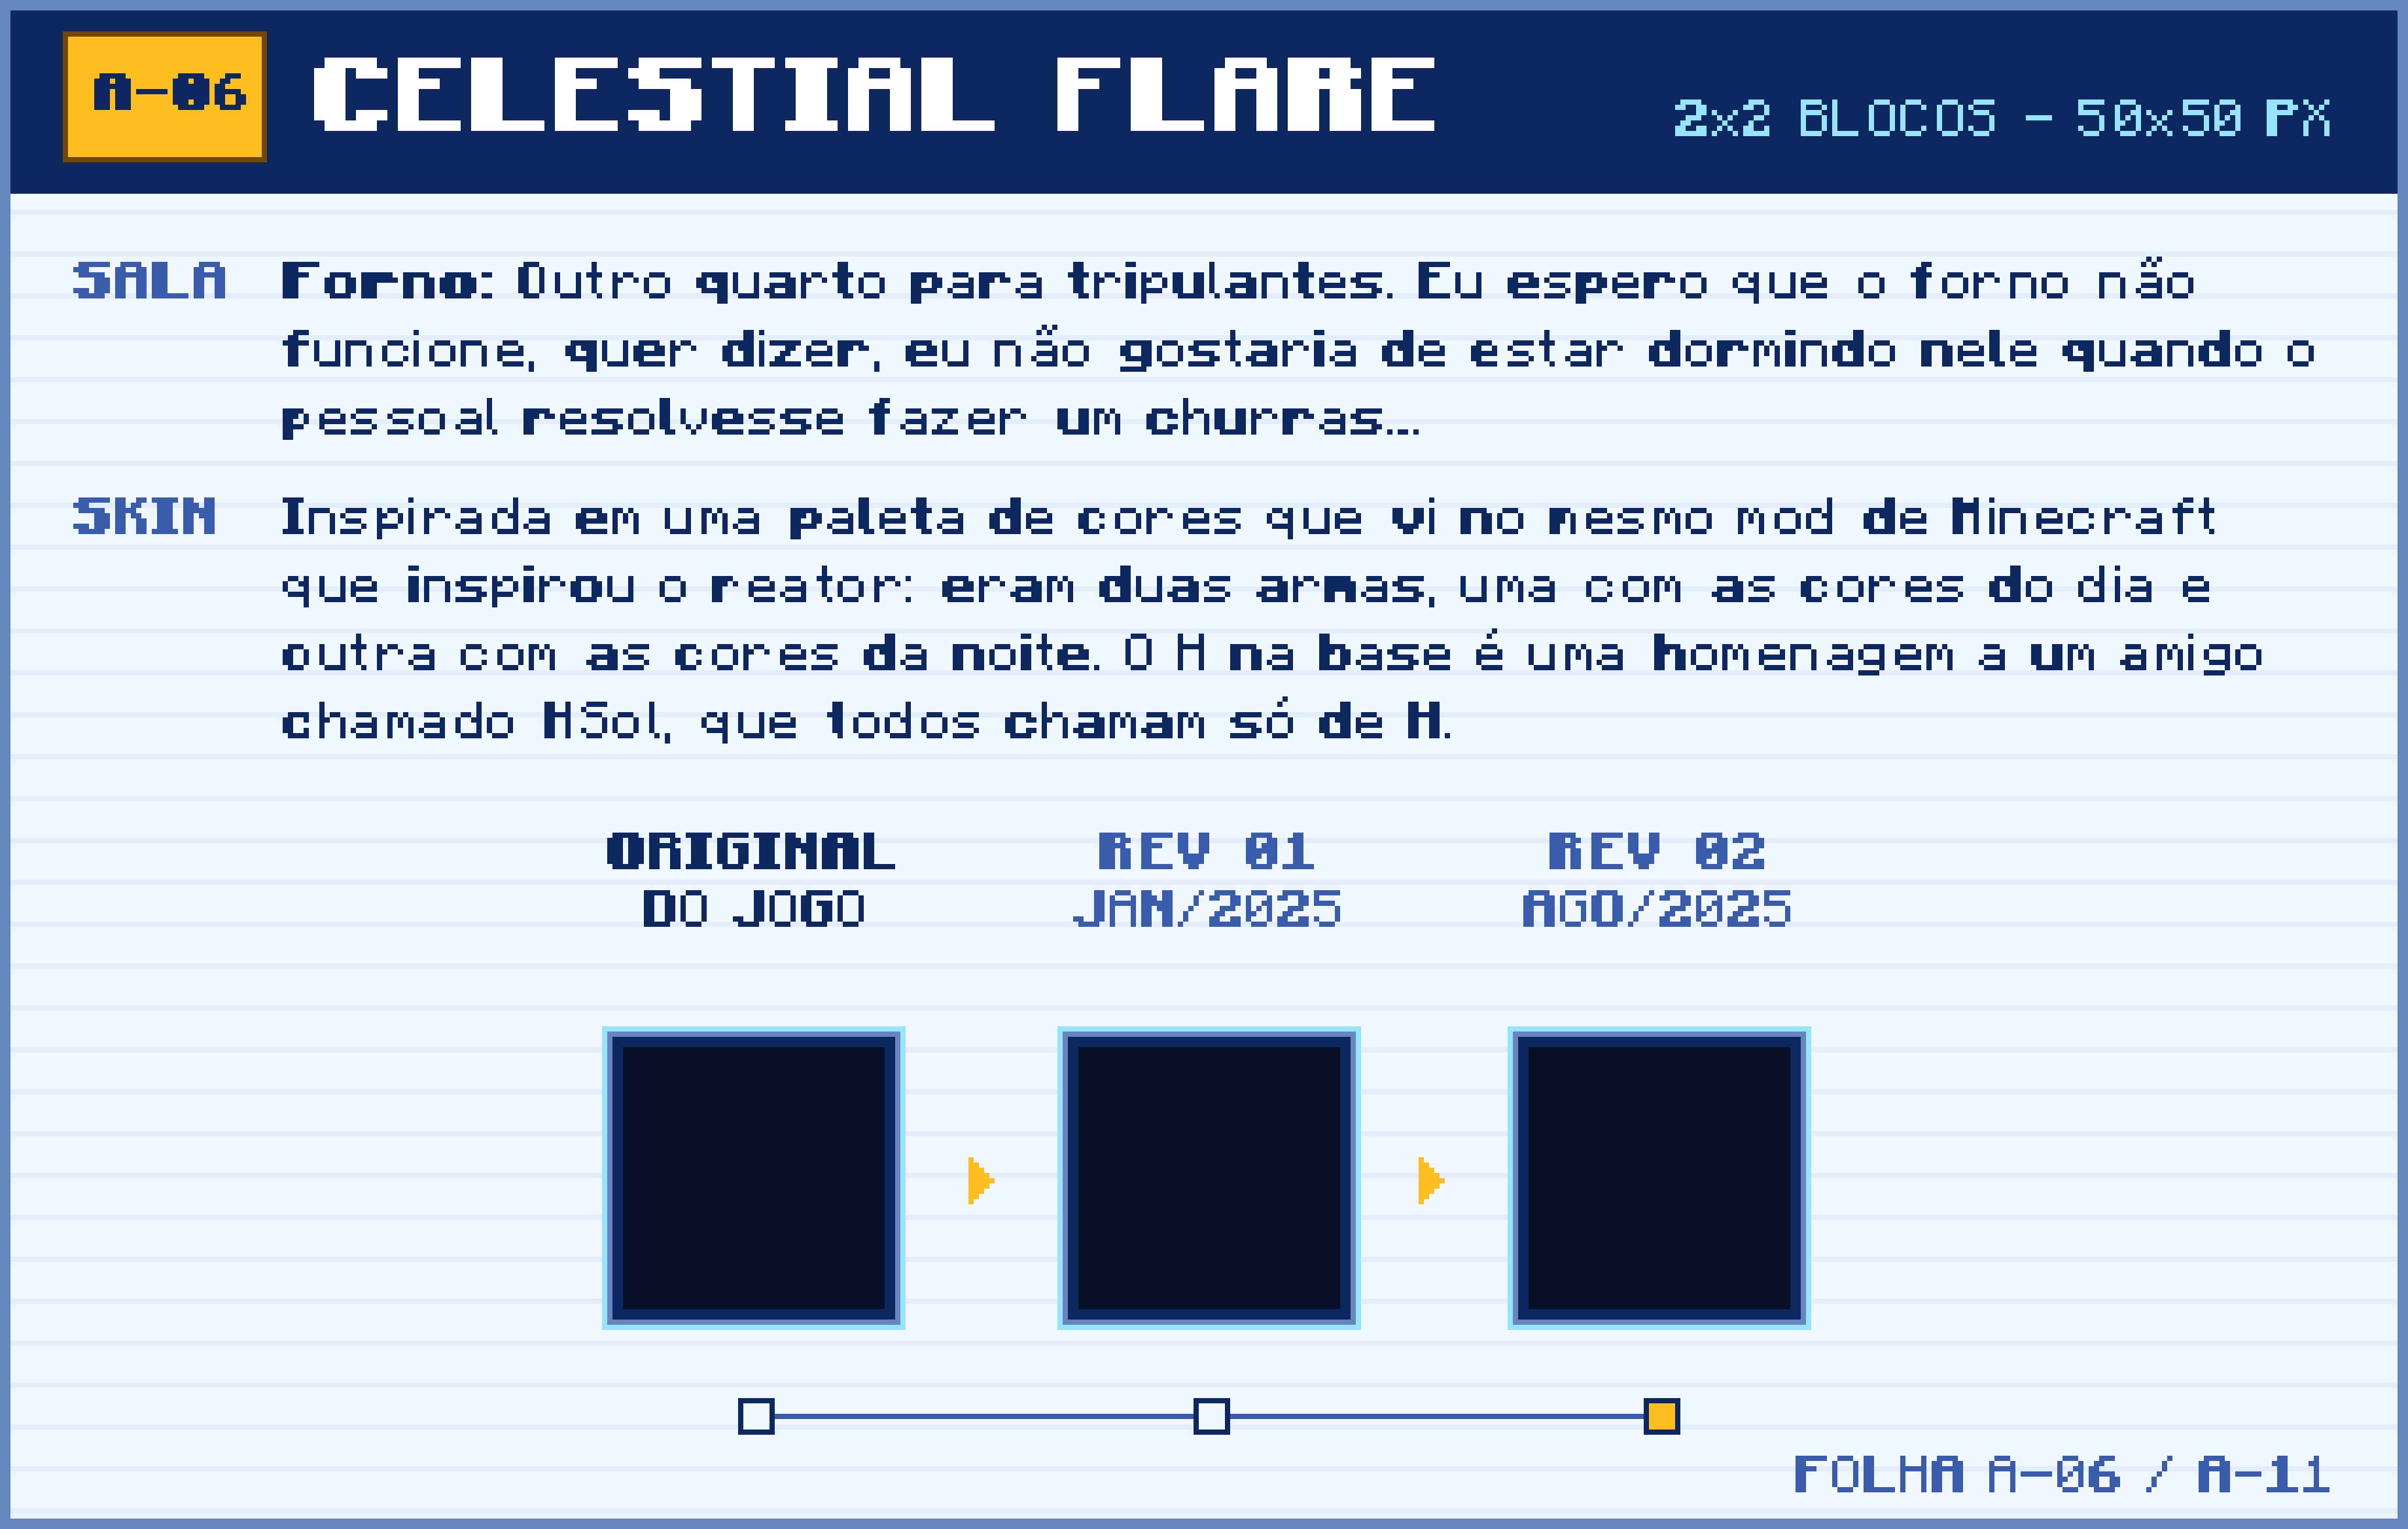 A-06 CELESTIAL FLARE 2x2 BLOCOS - 50x50 PX
SALA Forno: Outro quarto para tripulantes. Eu espero que o forno não
funcione, quer dizer, eu não gostaria de estar dormindo nele quando o
pessoal resolvesse fazer um churras...
SKIN Inspirada em uma paleta de cores que vi no mesmo mod de Minecraft
que inspirou o reator: eram duas armas, uma com as cores do dia e
outra com as cores da noite. O H na base é uma homenagem a um amigo
chamado HSol, que todos chamam só de H.
ORIGINAL REV 01 REV 02
DO JOGO JAN/2025 AGO/2025
FOLHA A-06 / A-11